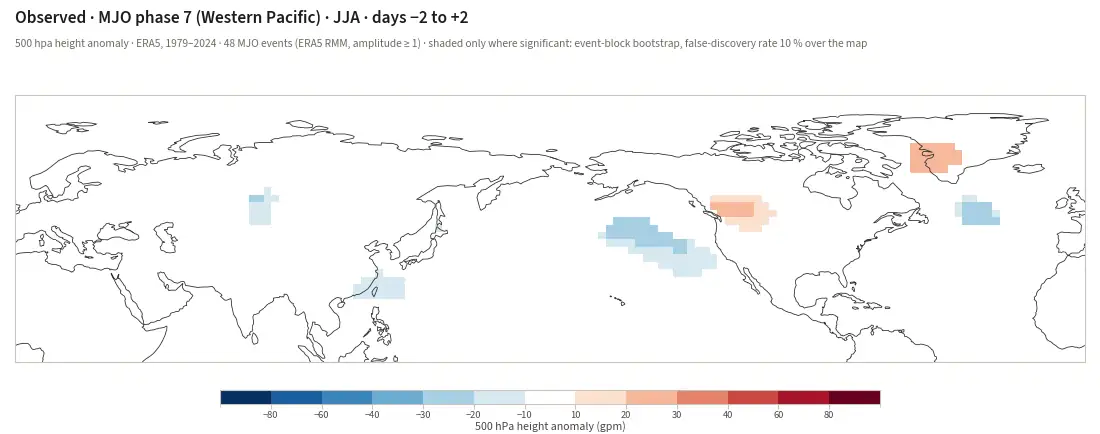 Observed · MJO phase 7 (Western Pacific) · JJA · days −2 to +2
500 hpa height anomaly · ERA5, 1979–2024 · 48 MJO events (ERA5 RMM, amplitude ≥ 1) · shaded only where significant: event-block bootstrap, false-discovery rate 10 % over the map
−80 −60 −40 −30 −20 −10 10 20 30 40 60 80
500 hPa height anomaly (gpm)